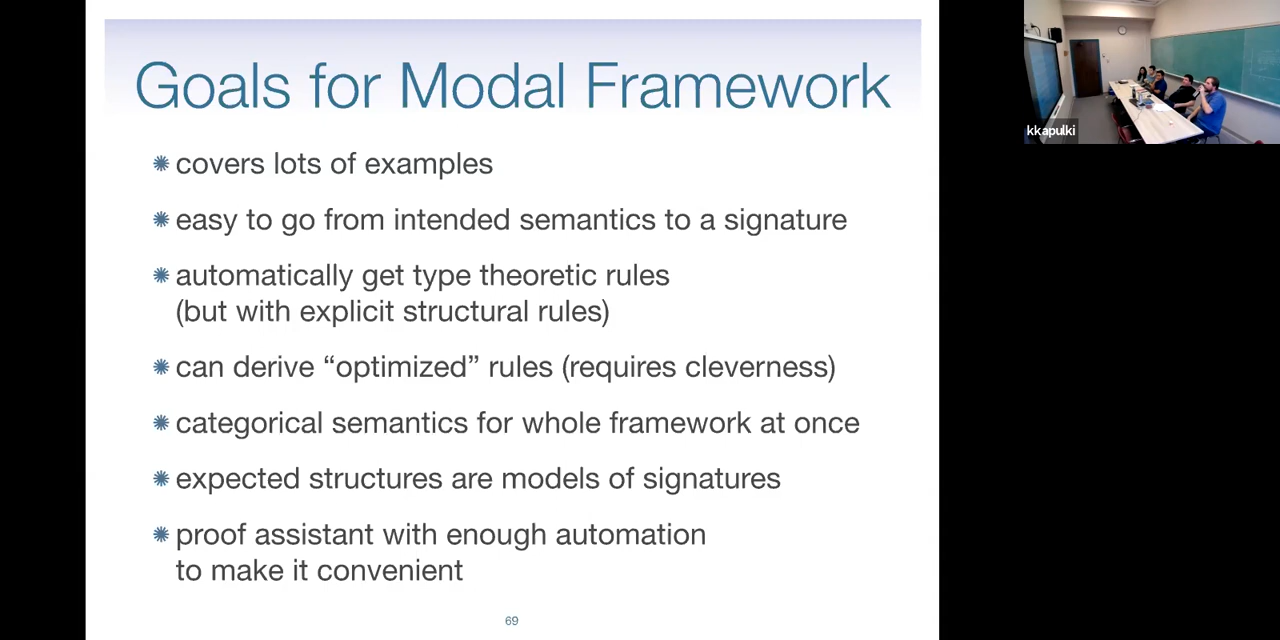 Goals for Modal Framework
covers lots of examples
easy to go from intended semantics to a signature
automatically get type theoretic rules
(but with explicit structural rules)
can derive “optimized” rules (requires cleverness)
categorical semantics for whole framework at once
expected structures are models of signatures
proof assistant with enough automation
to make it convenient
69
kkapulki